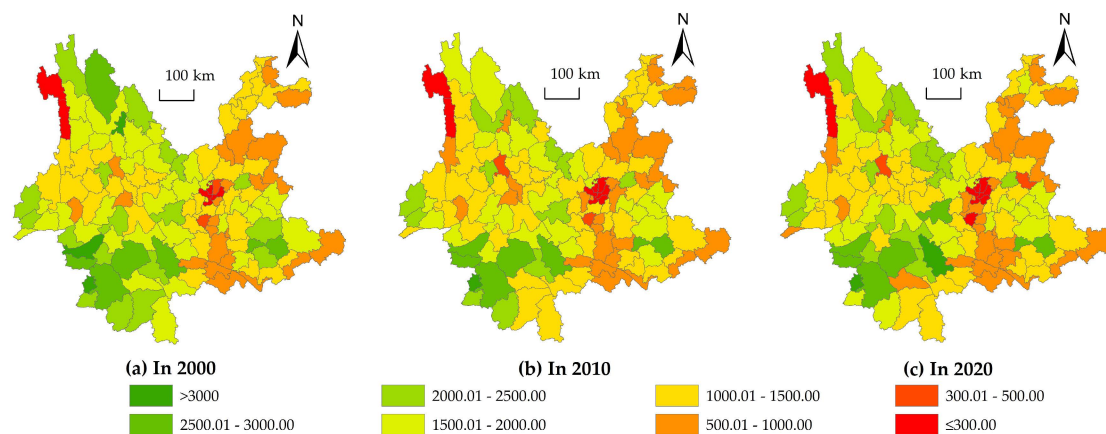 N
N
N
100 km
100 km
100 km
(a) In 2000
(b) In 2010
(c) In 2020
>3000
2000.01 - 2500.00
1000.01 - 1500.00
300.01 - 500.00
2500.01 - 3000.00
1500.01 - 2000.00
500.01 - 1000.00
≤300.00